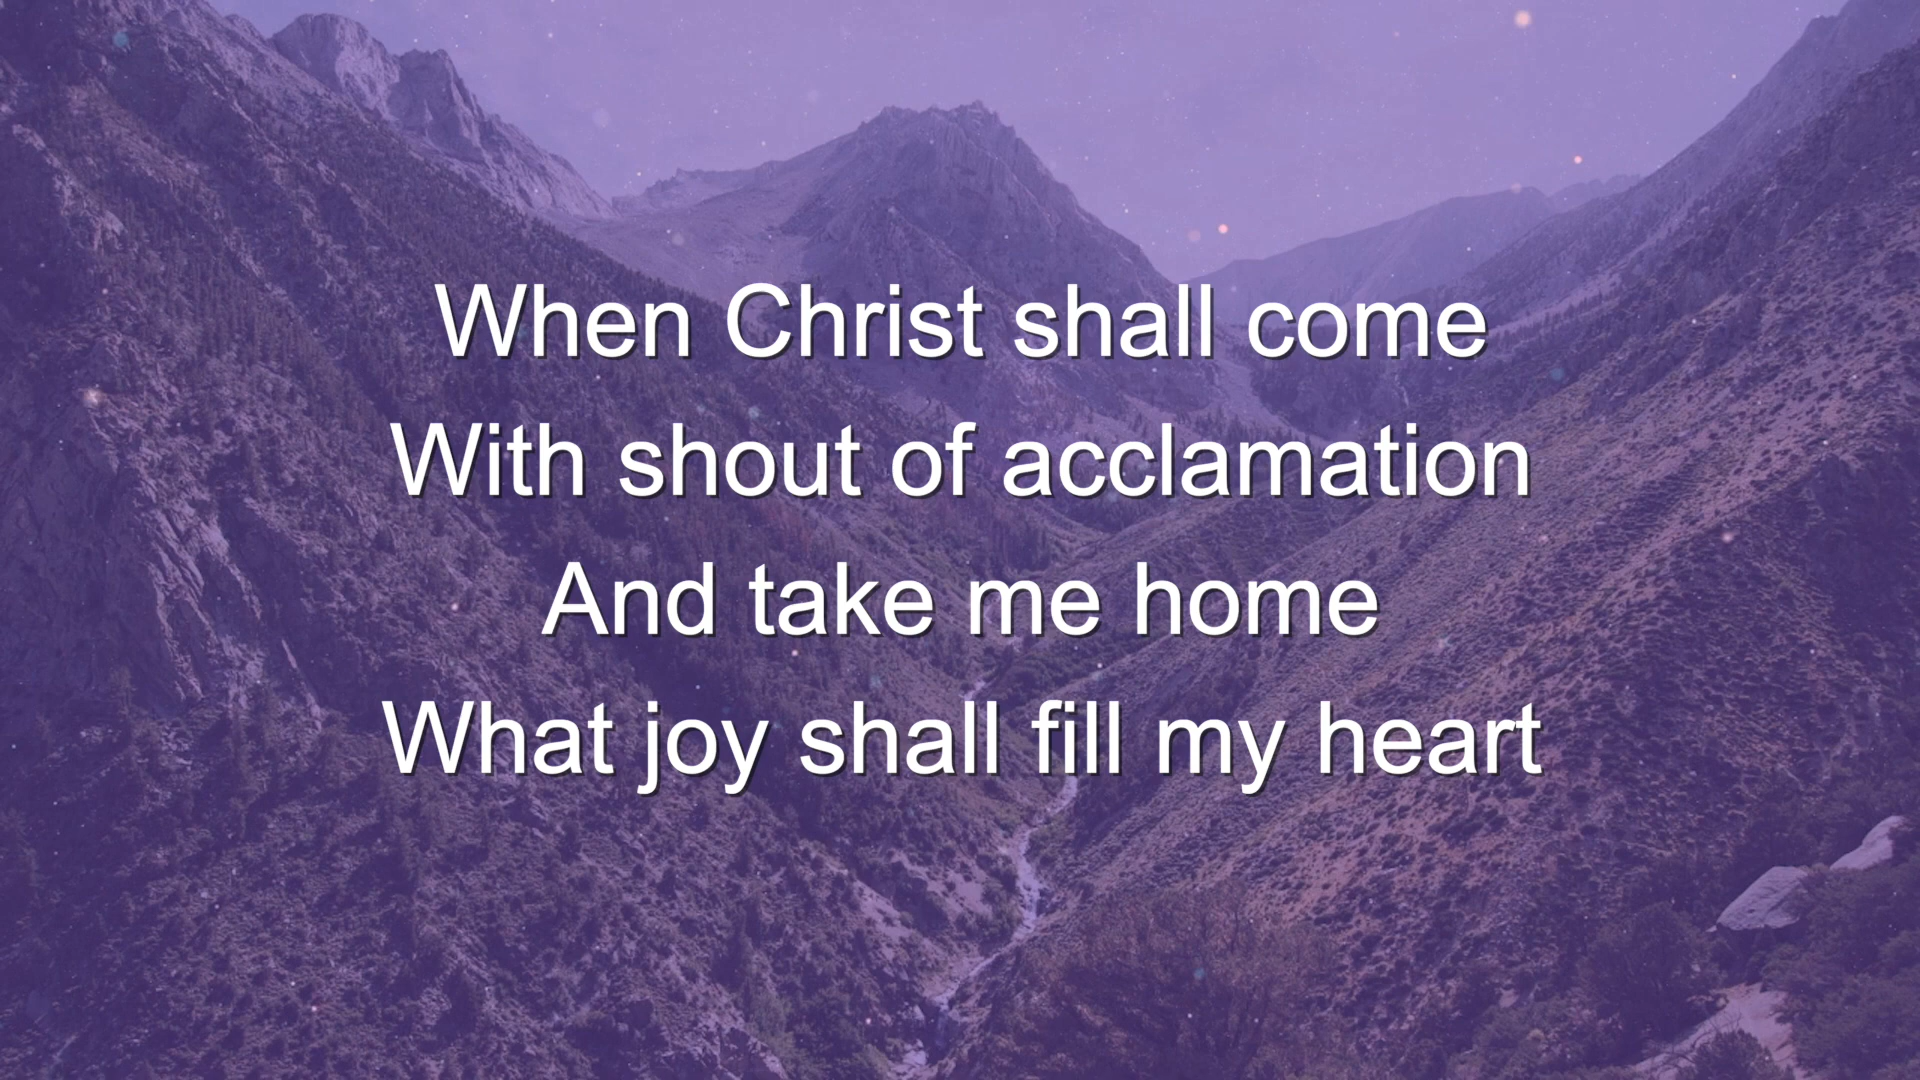 When Christ shall come
With shout of acclamation
And take me home
What joy shall fill my heart